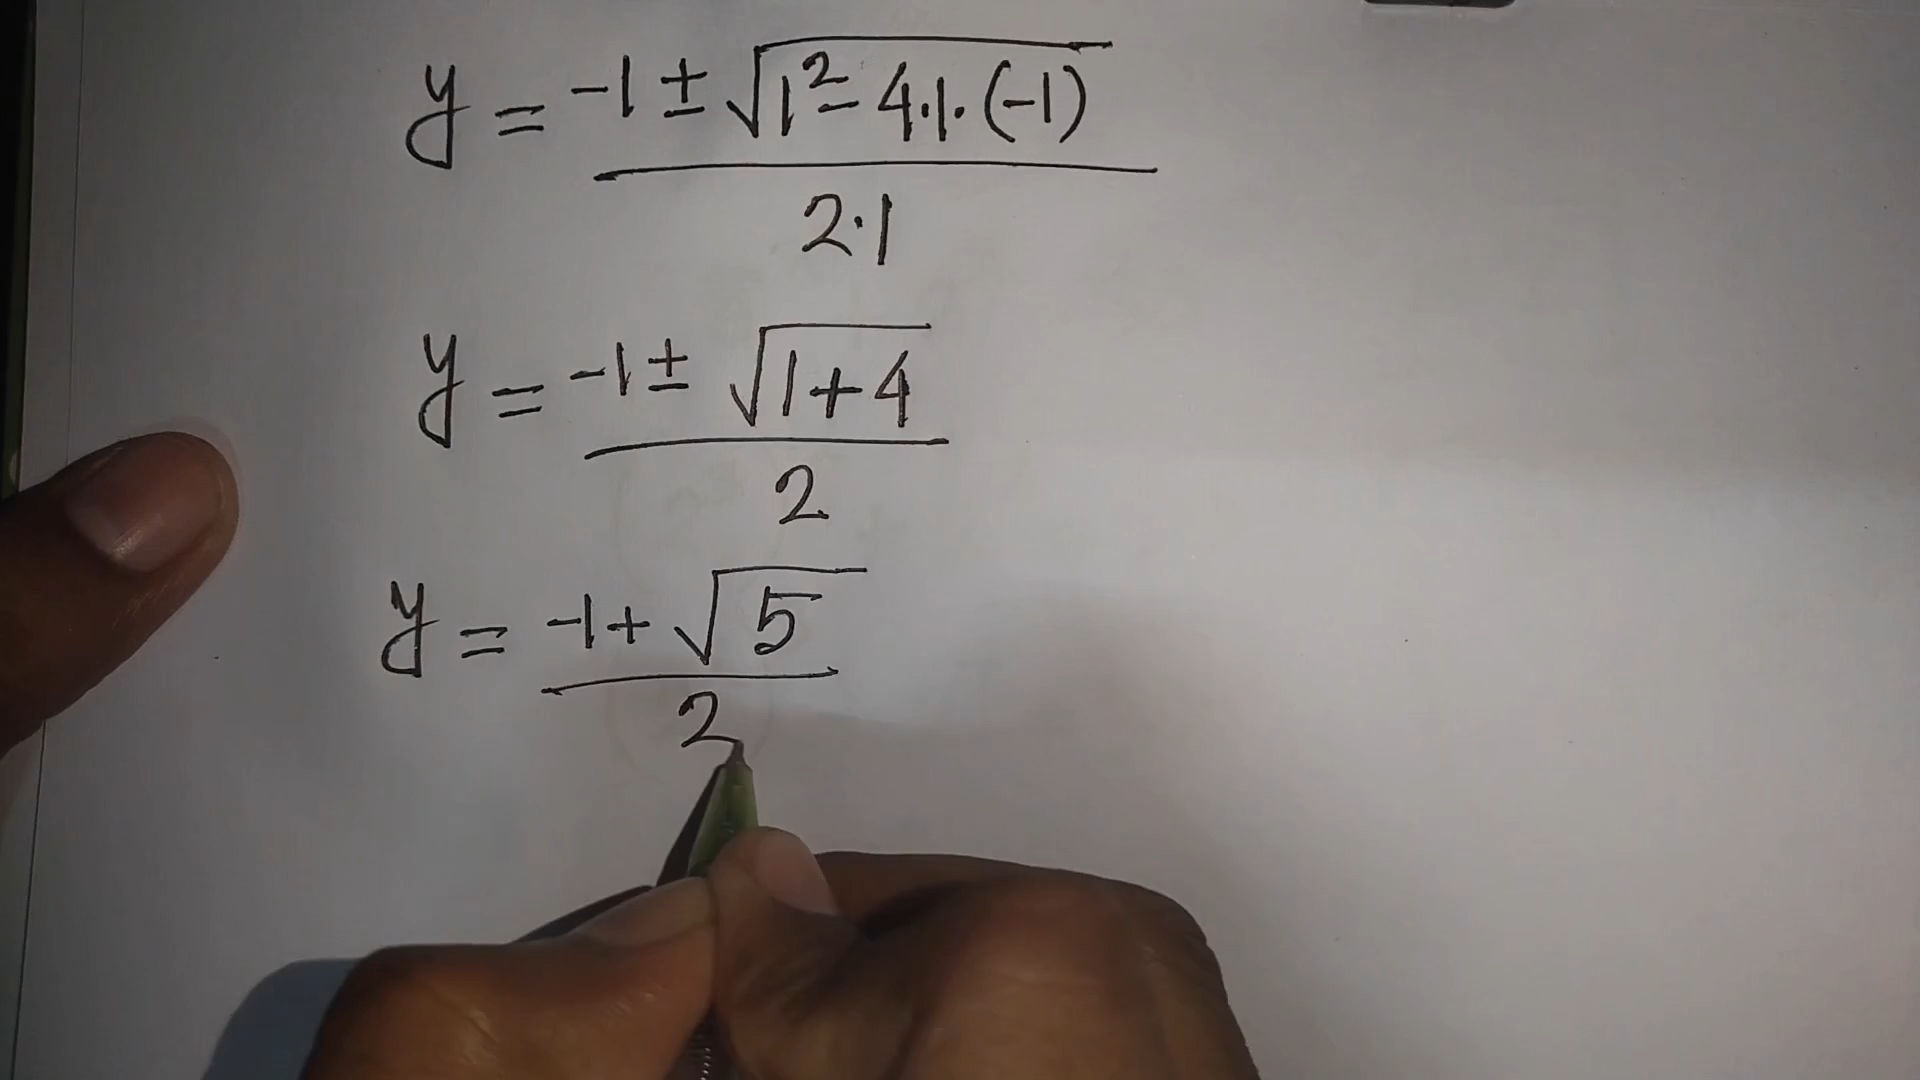 y = -1 ± √1² - 4·1·(-1) / 2·1
y = -1 ± √1+4 / 2
y = -1+ √5 / 2